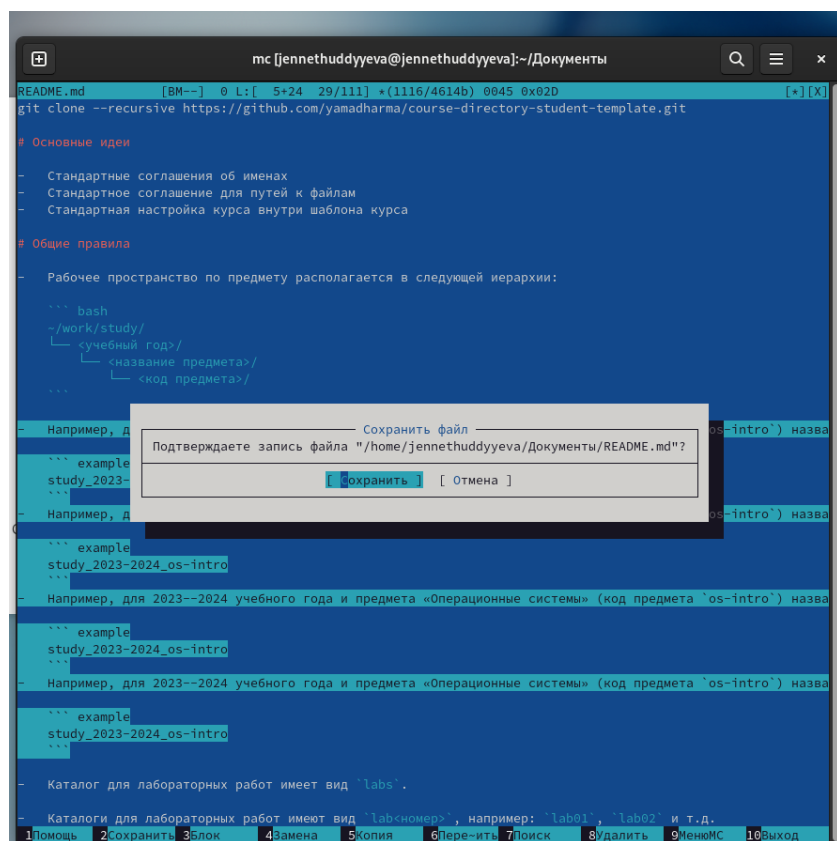 mc [jennethuddyyeva@jennethuddyyeva]:~/Документы
README.md [BM--] 0 L:[ 5+24 29/111] *(1116/4614b) 0045 0x02D [*][X]
git clone --recursive https://github.com/yamadharma/course-directory-student-template.git
# Основные идеи
- Стандартные соглашения об именах
- Стандартное соглашение для путей к файлам
- Стандартная настройка курса внутри шаблона курса
# Общие правила
- Рабочее пространство по предмету располагается в следующей иерархии:
``` bash
~/work/study/
└── <учебный год>/
└── <название предмета>/
└── <код предмета>/
```
- Например, д
os-intro`) назва
Сохранить файл
Подтверждаете запись файла "/home/jennethuddyyeva/Документы/README.md"?
[ Сохранить ] [ Отмена ]
``` example
study_2023-
```
- Например, д
os-intro`) назва
``` example
study_2023-2024_os-intro
```
- Например, для 2023--2024 учебного года и предмета «Операционные системы» (код предмета `os-intro`) назва
``` example
study_2023-2024_os-intro
```
- Например, для 2023--2024 учебного года и предмета «Операционные системы» (код предмета `os-intro`) назва
``` example
study_2023-2024_os-intro
```
- Каталог для лабораторных работ имеет вид `labs`.
- Каталоги для лабораторных работ имеют вид `lab<номер>`, например: `lab01`, `lab02` и т.д.
1Помощь 2Сохранить 3Блок 4Замена 5Копия 6Пере~ить 7Поиск 8Удалить 9МенюMC 10Выход